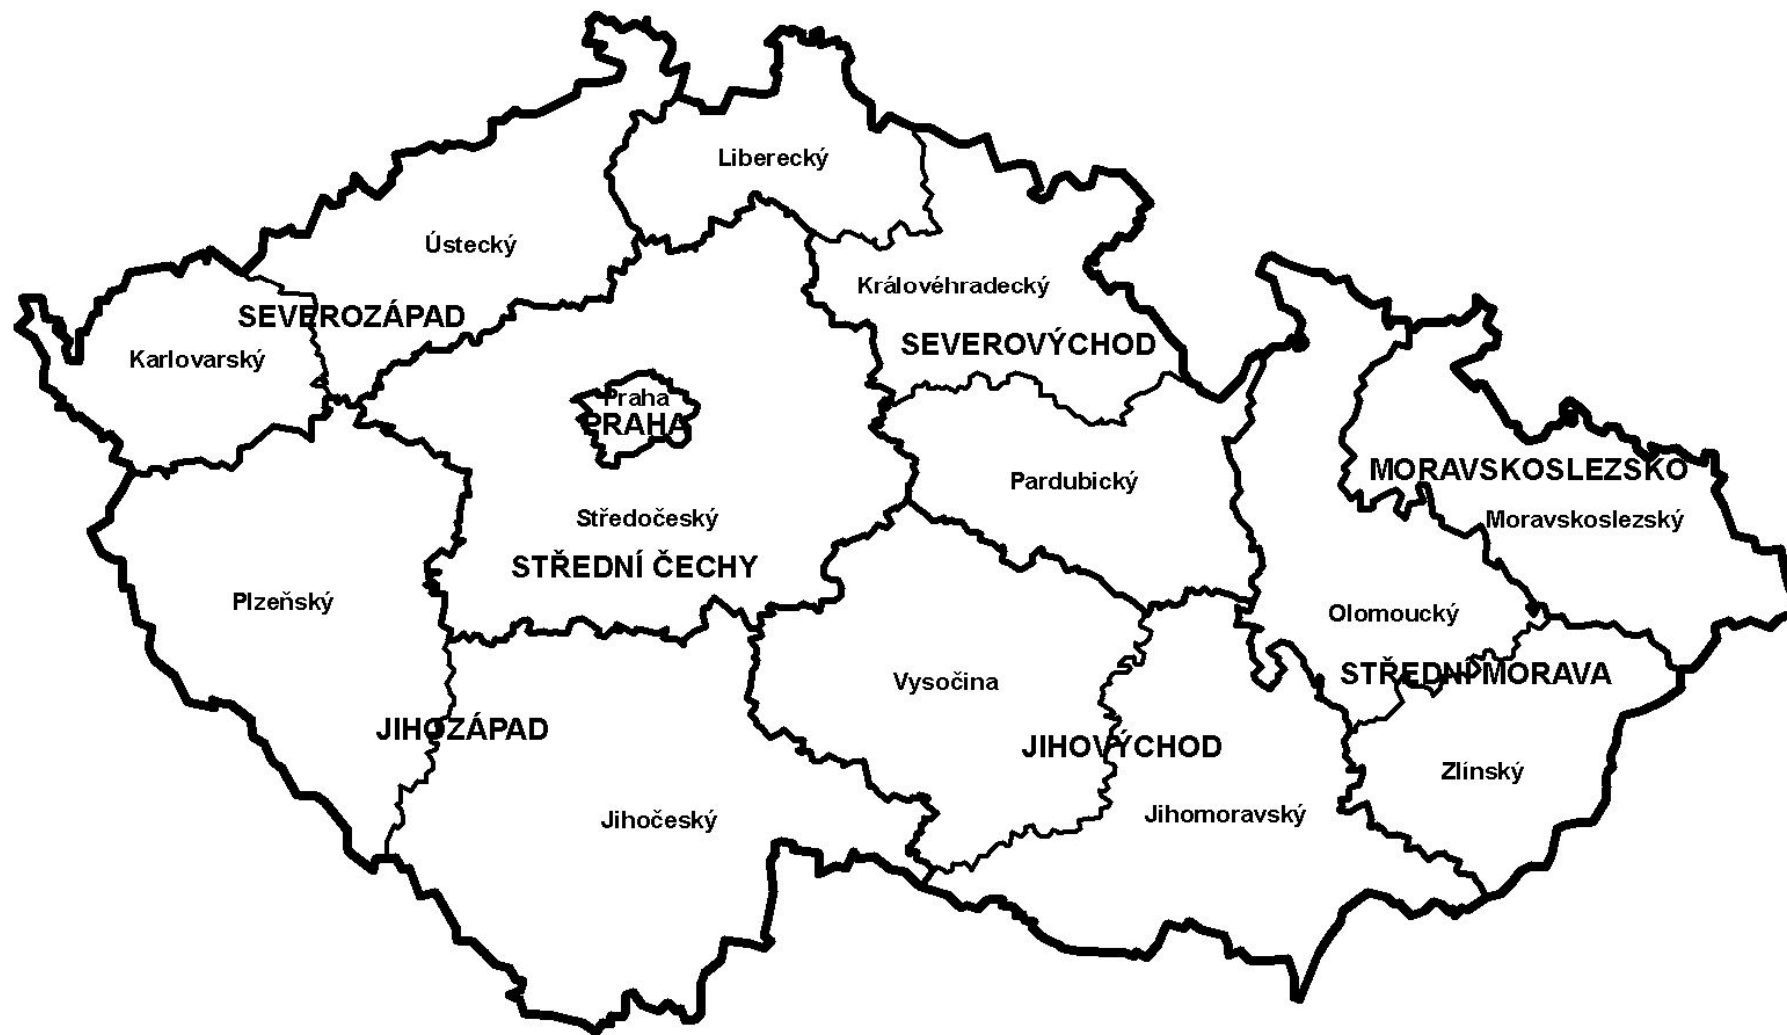 Liberecký
Ústecký
Královéhradecký
SEVEROZÁPAD
SEVEROVÝCHOD
Karlovarský
Praha
PRAHA
MORAVSKOSLEZSKO
Pardubický
Středočeský
Moravskoslezský
STŘEDNÍ ČECHY
Plzeňský
Olomoucký
STŘEDNÍ MORAVA
Vysočina
JIHOZÁPAD
JIHOVÝCHOD
Zlínský
Jihomoravský
Jihočeský